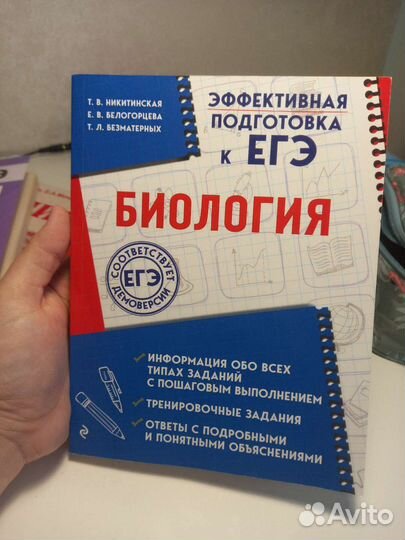 Т. В. НИКИТИНСКАЯ
Е. В. БЕЛОГОРЦЕВА
Т. Л. БЕЗМАТЕРНЫХ
ЭФФЕКТИВНАЯ
ПОДГОТОВКА
К ЕГЭ
БИОЛОГИЯ
СООТВЕТСТВУЕТ
ЕГЭ
ДЕМОВЕРСИИ
ИНФОРМАЦИЯ ОБО ВСЕХ
ТИПАХ ЗАДАНИЙ
С ПОШАГОВЫМ ВЫПОЛНЕНИЕМ
ТРЕНИРОВОЧНЫЕ ЗАДАНИЯ
ОТВЕТЫ С ПОДРОБНЫМИ
И ПОНЯТНЫМИ ОБЪЯСНЕНИЯМИ
Avito